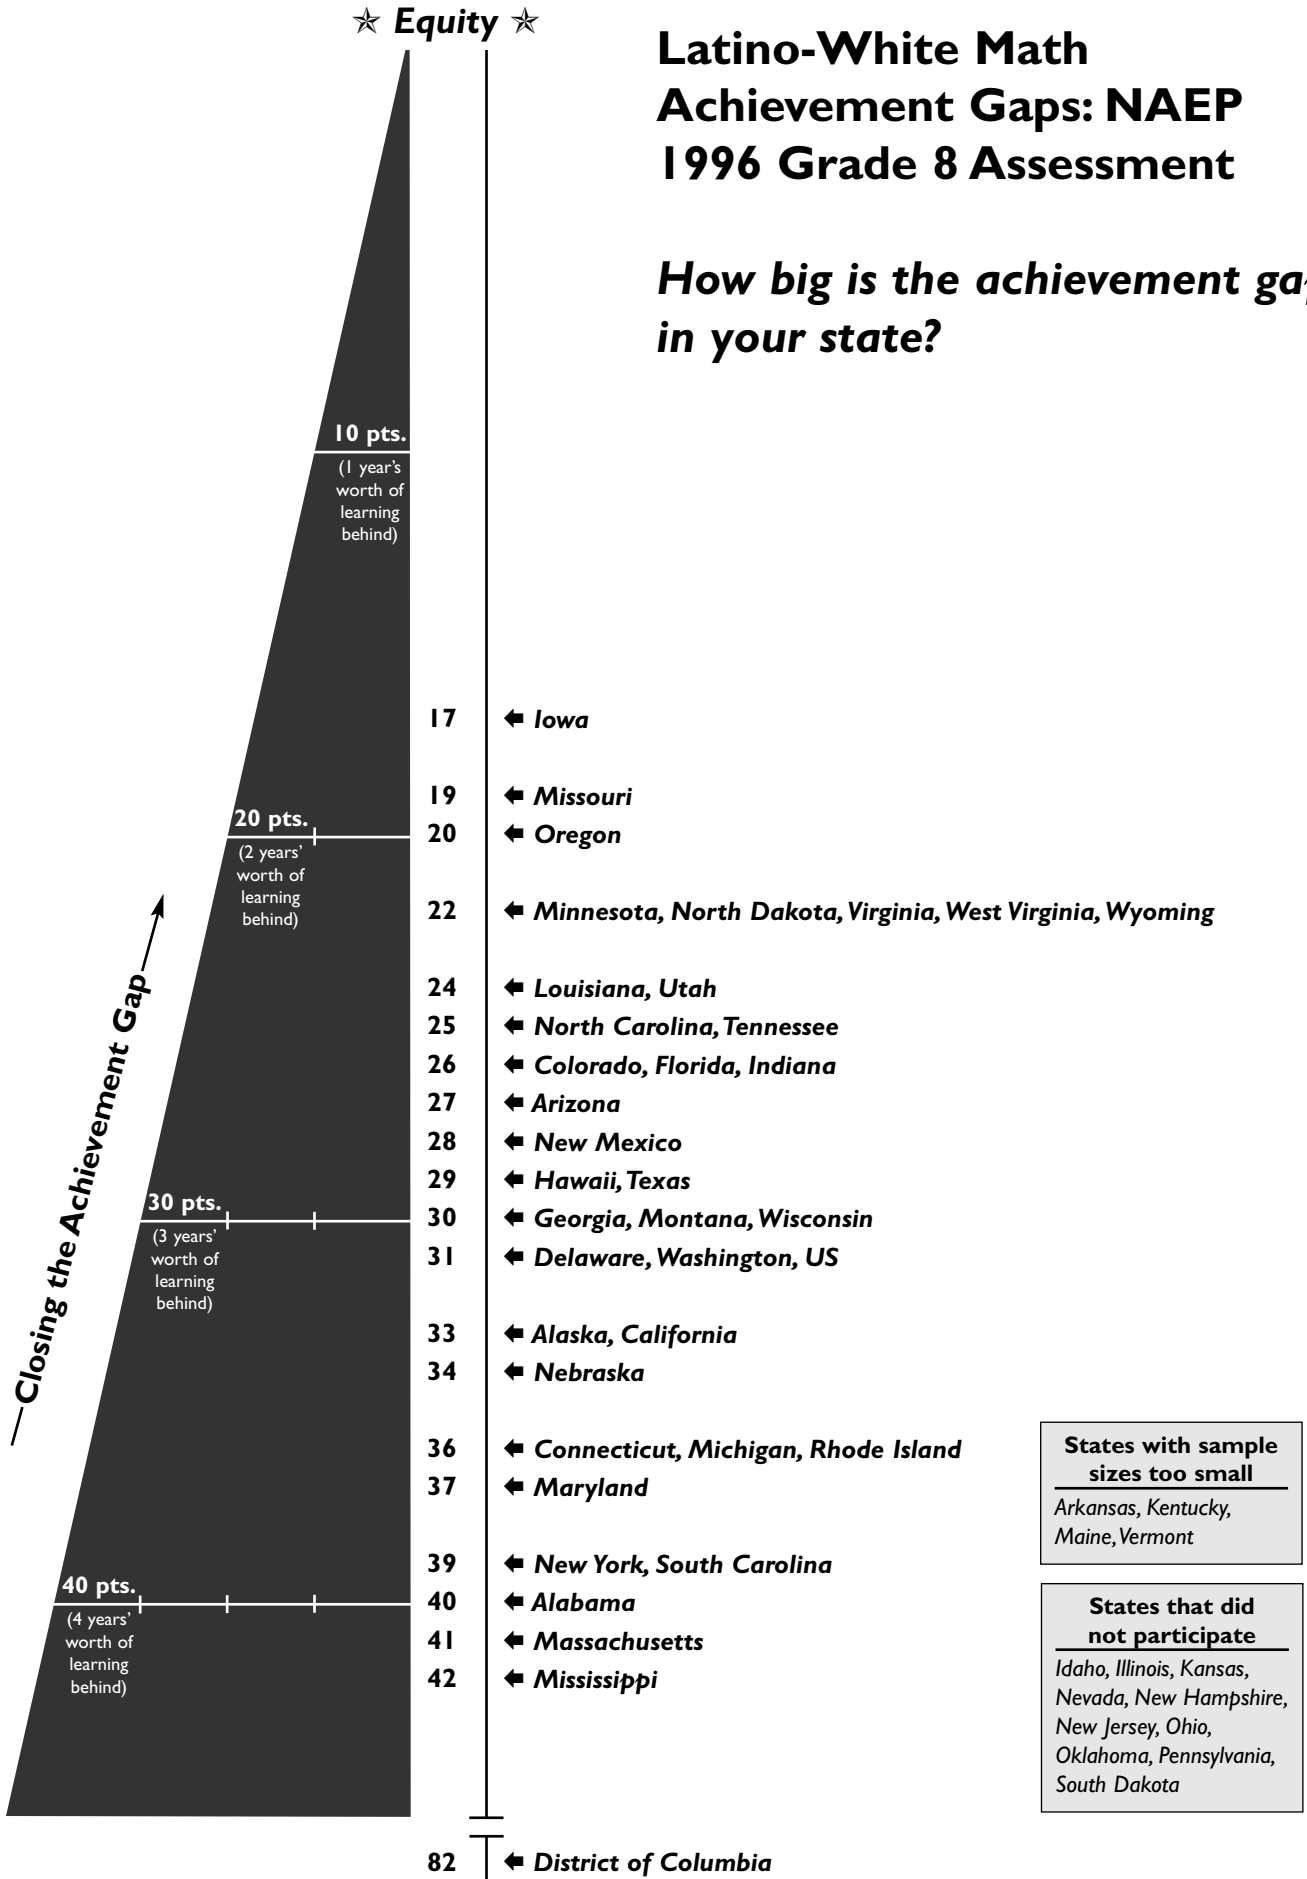 Equity
Latino-White Math
Achievement Gaps: NAEP
1996 Grade 8 Assessment
How big is the achievement
in your state?
10 pts.
(1 year's
worth of
learning
behind)
20 pts.
(2 years'
worth of
learning
behind)
30 pts.
(3 years'
worth of
learning
behind)
40 pts.
(4 years'
worth of
learning
behind)
Closing the Achievement Gap
17 Iowa
19 Missouri
20 Oregon
22 Minnesota, North Dakota, Virginia, West Virginia, Wyoming
24 Louisiana, Utah
25 North Carolina, Tennessee
26 Colorado, Florida, Indiana
27 Arizona
28 New Mexico
29 Hawaii, Texas
30 Georgia, Montana, Wisconsin
31 Delaware, Washington, US
33 Alaska, California
34 Nebraska
36 Connecticut, Michigan, Rhode Island
37 Maryland
39 New York, South Carolina
40 Alabama
41 Massachusetts
42 Mississippi
82 District of Columbia
States with sample
sizes too small
Arkansas, Kentucky,
Maine, Vermont
States that did
not participate
Idaho, Illinois, Kansas,
Nevada, New Hampshire,
New Jersey, Ohio,
Oklahoma, Pennsylvania,
South Dakota